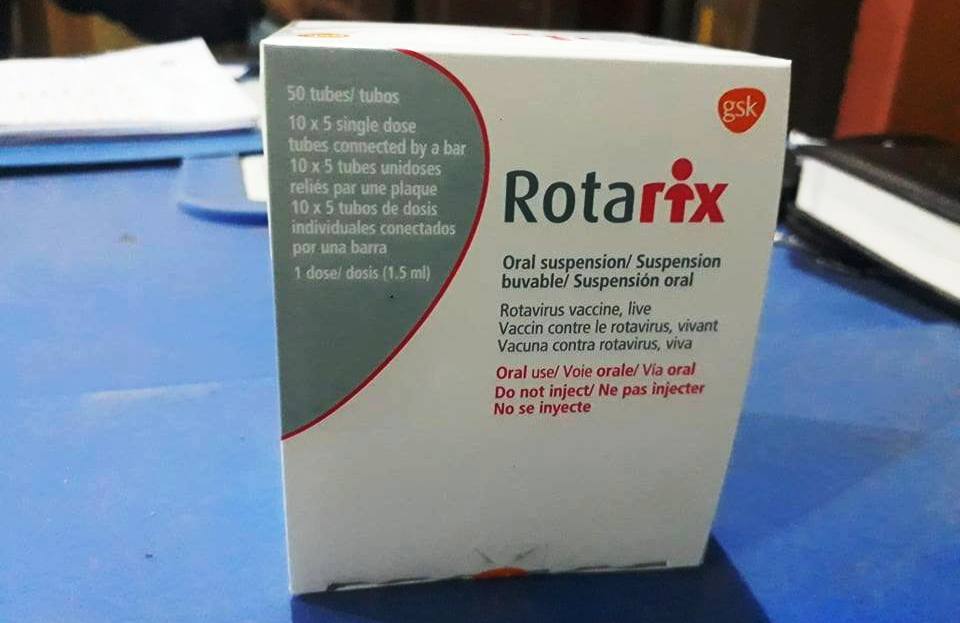 50 tubes/ tubos
10 x 5 single dose
tubes connected by a bar
10 x 5 tubes unidoses
reliés par une plaque
10 x 5 tubos de dosis
individuales conectados
por una barra
1 dose/ dosis (1.5 ml)
gsk
Rotarix
Oral suspension/ Suspension
buvable/ Suspensión oral
Rotavirus vaccine, live
Vaccin contre le rotavirus, vivant
Vacuna contra rotavirus, viva
Oral use/ Voie orale/ Vía oral
Do not inject/ Ne pas injecter
No se inyecte